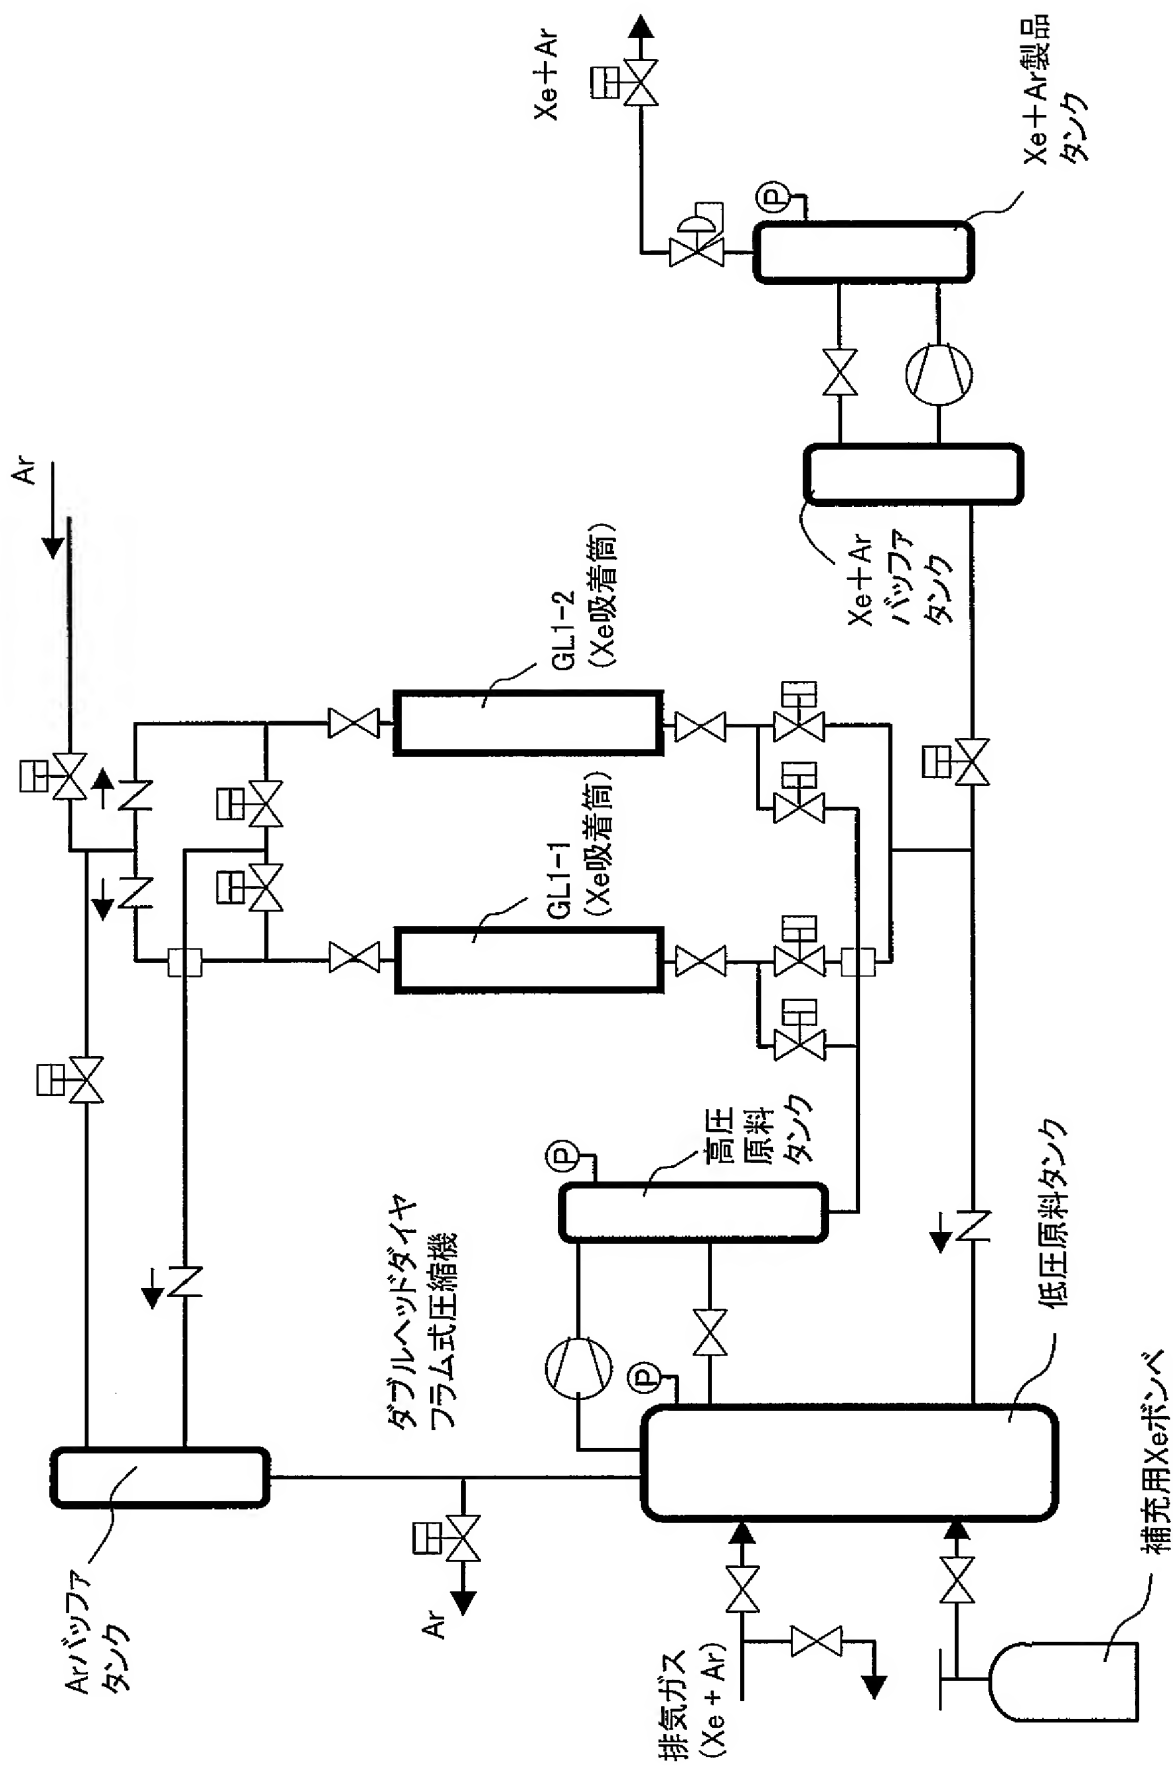 Ar
Xe＋Ar
Xe＋Ar製品
タンク
P
Xe＋Ar
バッファ
タンク
GL1-2
（Xe吸着筒）
GL1-1
（Xe吸着筒）
高圧
原料
タンク
P
ダブルヘッドダイヤ
フラム式圧縮機
P
低圧原料タンク
補充用Xeボンベ
Arバッファ
タンク
Ar
排気ガス
（Xe + Ar）